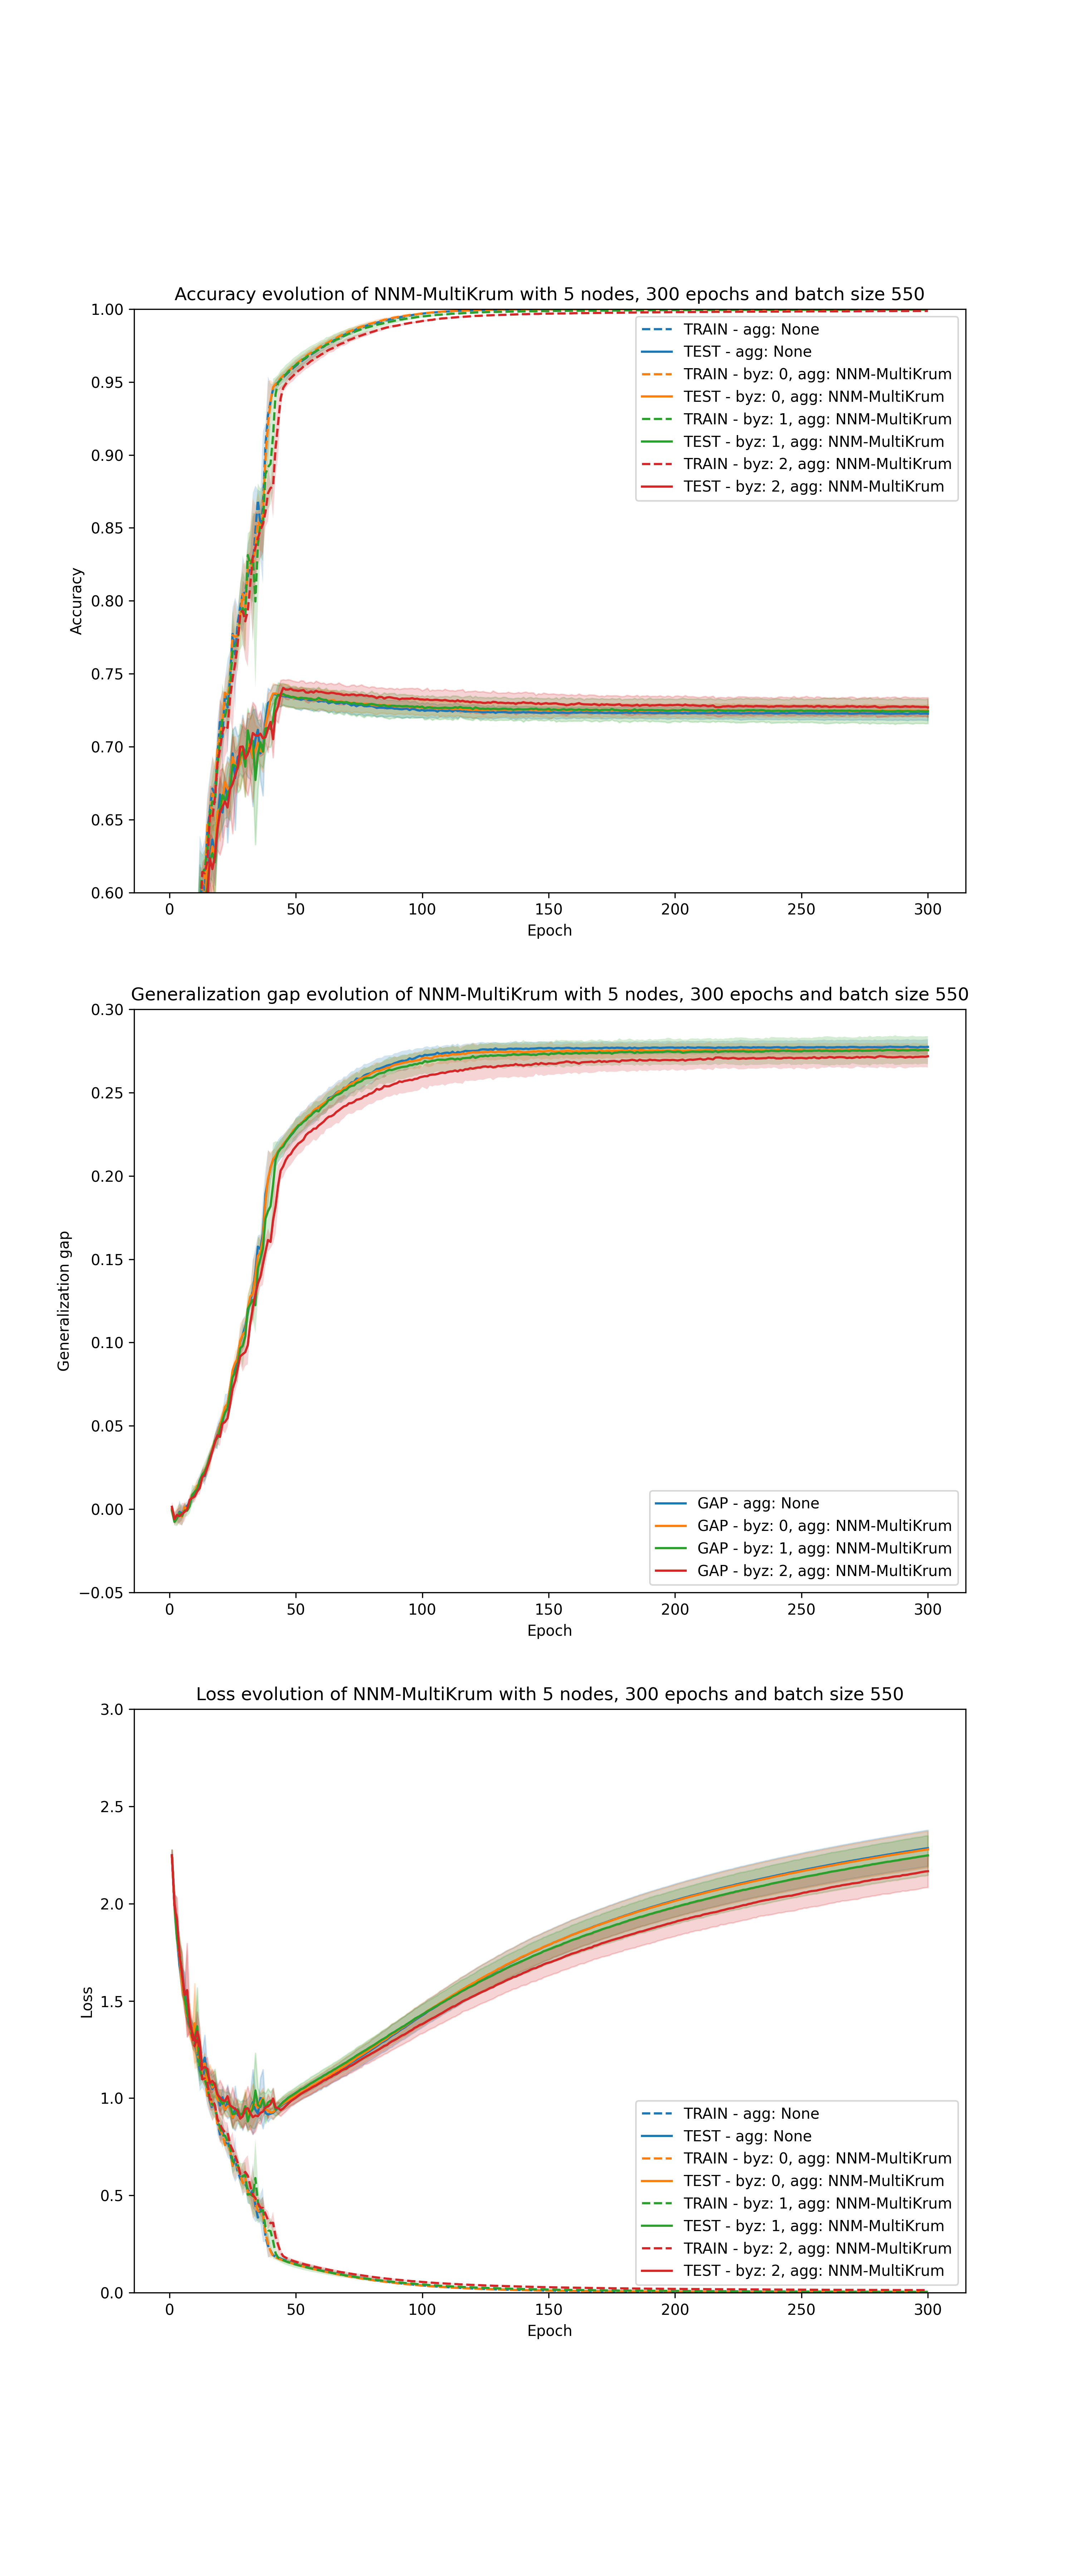 Accuracy evolution of NNM-MultiKrum with 5 nodes, 300 epochs and batch size 550
1.00
0.95
0.90
0.85
0.80
0.75
0.70
0.65
0.60
Accuracy
TRAIN - agg: None
TEST - agg: None
TRAIN - byz: 0, agg: NNM-MultiKrum
TEST - byz: 0, agg: NNM-MultiKrum
TRAIN - byz: 1, agg: NNM-MultiKrum
TEST - byz: 1, agg: NNM-MultiKrum
TRAIN - byz: 2, agg: NNM-MultiKrum
TEST - byz: 2, agg: NNM-MultiKrum
0 50 100 150 200 250 300
Epoch
Generalization gap evolution of NNM-MultiKrum with 5 nodes, 300 epochs and batch size 550
0.30
0.25
0.20
0.15
0.10
0.05
0.00
−0.05
Generalization gap
GAP - agg: None
GAP - byz: 0, agg: NNM-MultiKrum
GAP - byz: 1, agg: NNM-MultiKrum
GAP - byz: 2, agg: NNM-MultiKrum
0 50 100 150 200 250 300
Epoch
Loss evolution of NNM-MultiKrum with 5 nodes, 300 epochs and batch size 550
3.0
2.5
2.0
1.5
1.0
0.5
0.0
Loss
TRAIN - agg: None
TEST - agg: None
TRAIN - byz: 0, agg: NNM-MultiKrum
TEST - byz: 0, agg: NNM-MultiKrum
TRAIN - byz: 1, agg: NNM-MultiKrum
TEST - byz: 1, agg: NNM-MultiKrum
TRAIN - byz: 2, agg: NNM-MultiKrum
TEST - byz: 2, agg: NNM-MultiKrum
0 50 100 150 200 250 300
Epoch